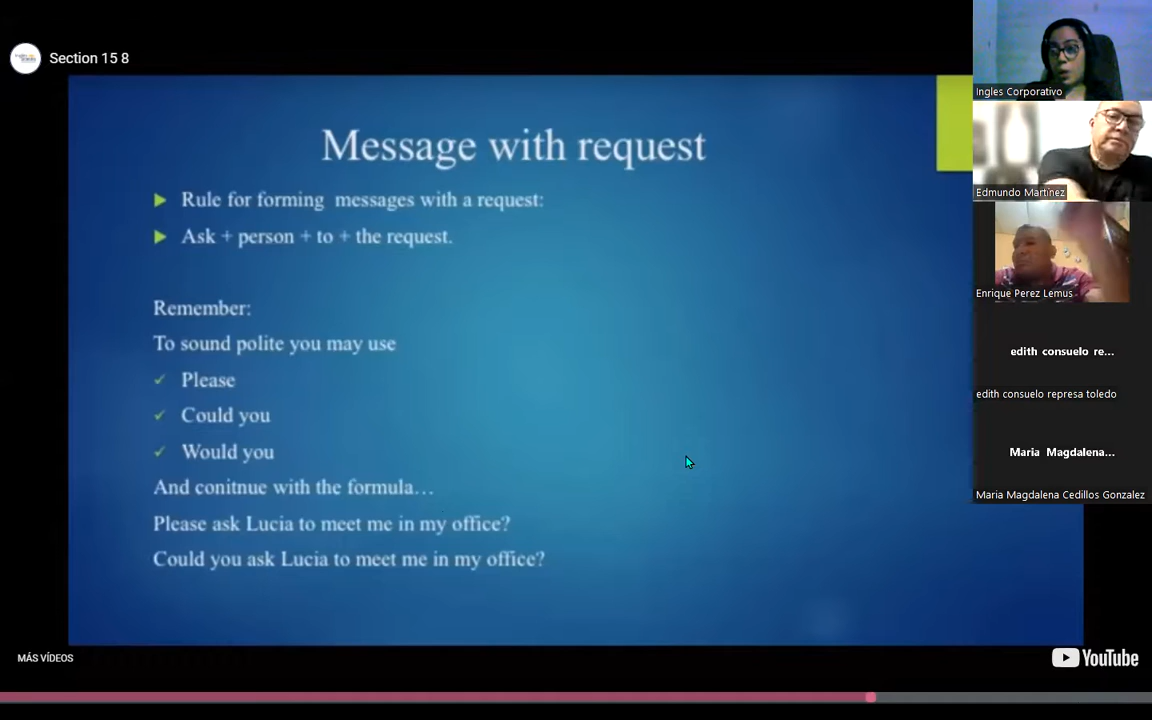 Section 15 8
Message with request
Rule for forming messages with a request:
Ask + person + to + the request.
Remember:
To sound polite you may use
Please
Could you
Would you
And conitnue with the formula…
Please ask Lucia to meet me in my office?
Could you ask Lucia to meet me in my office?
MÁS VÍDEOS
YouTube
Ingles Corporativo
Edmundo Martínez
Enrique Perez Lemus
edith consuelo re...
edith consuelo represa toledo
Maria Magdalena...
Maria Magdalena Cedillos Gonzalez